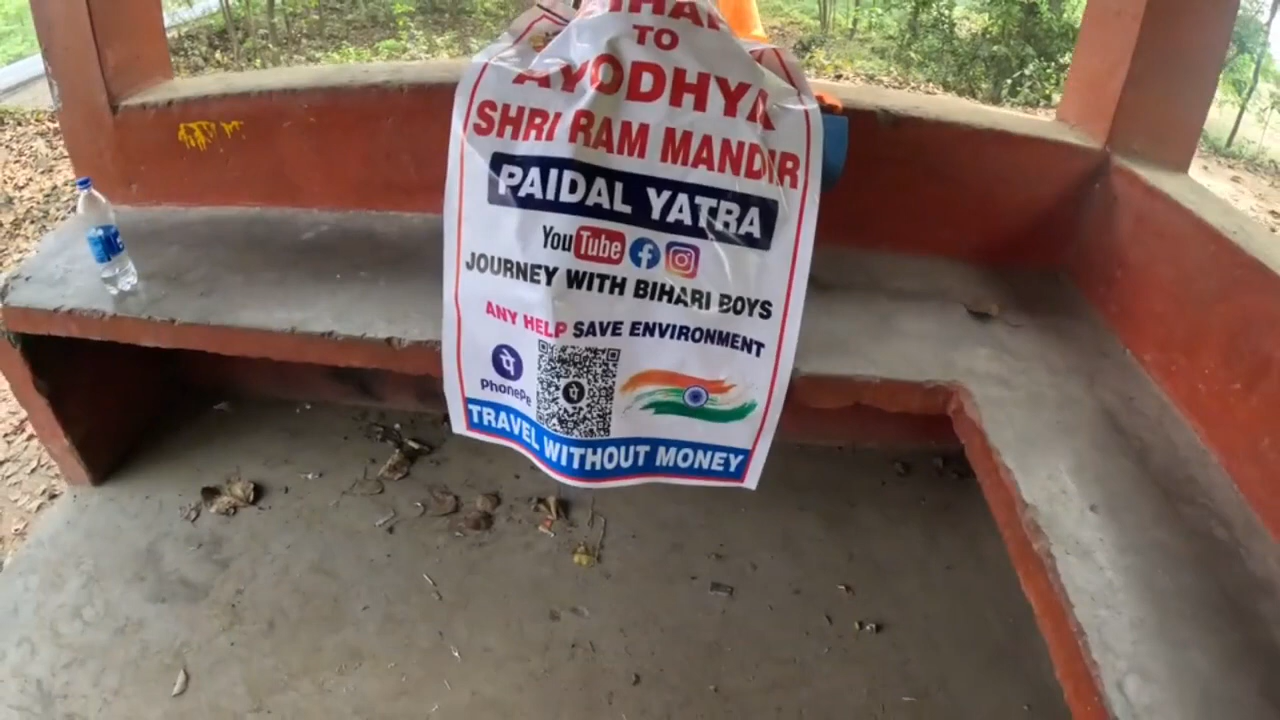 TO
AYODHYA
SHRI RAM MANDIR
PAIDAL YATRA
YouTube
JOURNEY WITH BIHARI BOYS
ANY HELP SAVE ENVIRONMENT
पे
PhonePe
पे
TRAVEL WITHOUT MONEY